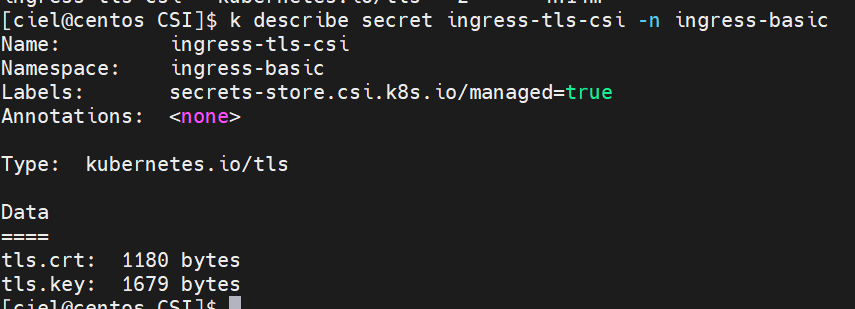 [ciel@centos CSI]$ k describe secret ingress-tls-csi -n ingress-basic
Name:         ingress-tls-csi
Namespace:    ingress-basic
Labels:       secrets-store.csi.k8s.io/managed=true
Annotations:  <none>
Type:  kubernetes.io/tls
Data
====
tls.crt:  1180 bytes
tls.key:  1679 bytes
[ciel@centos CSI]$